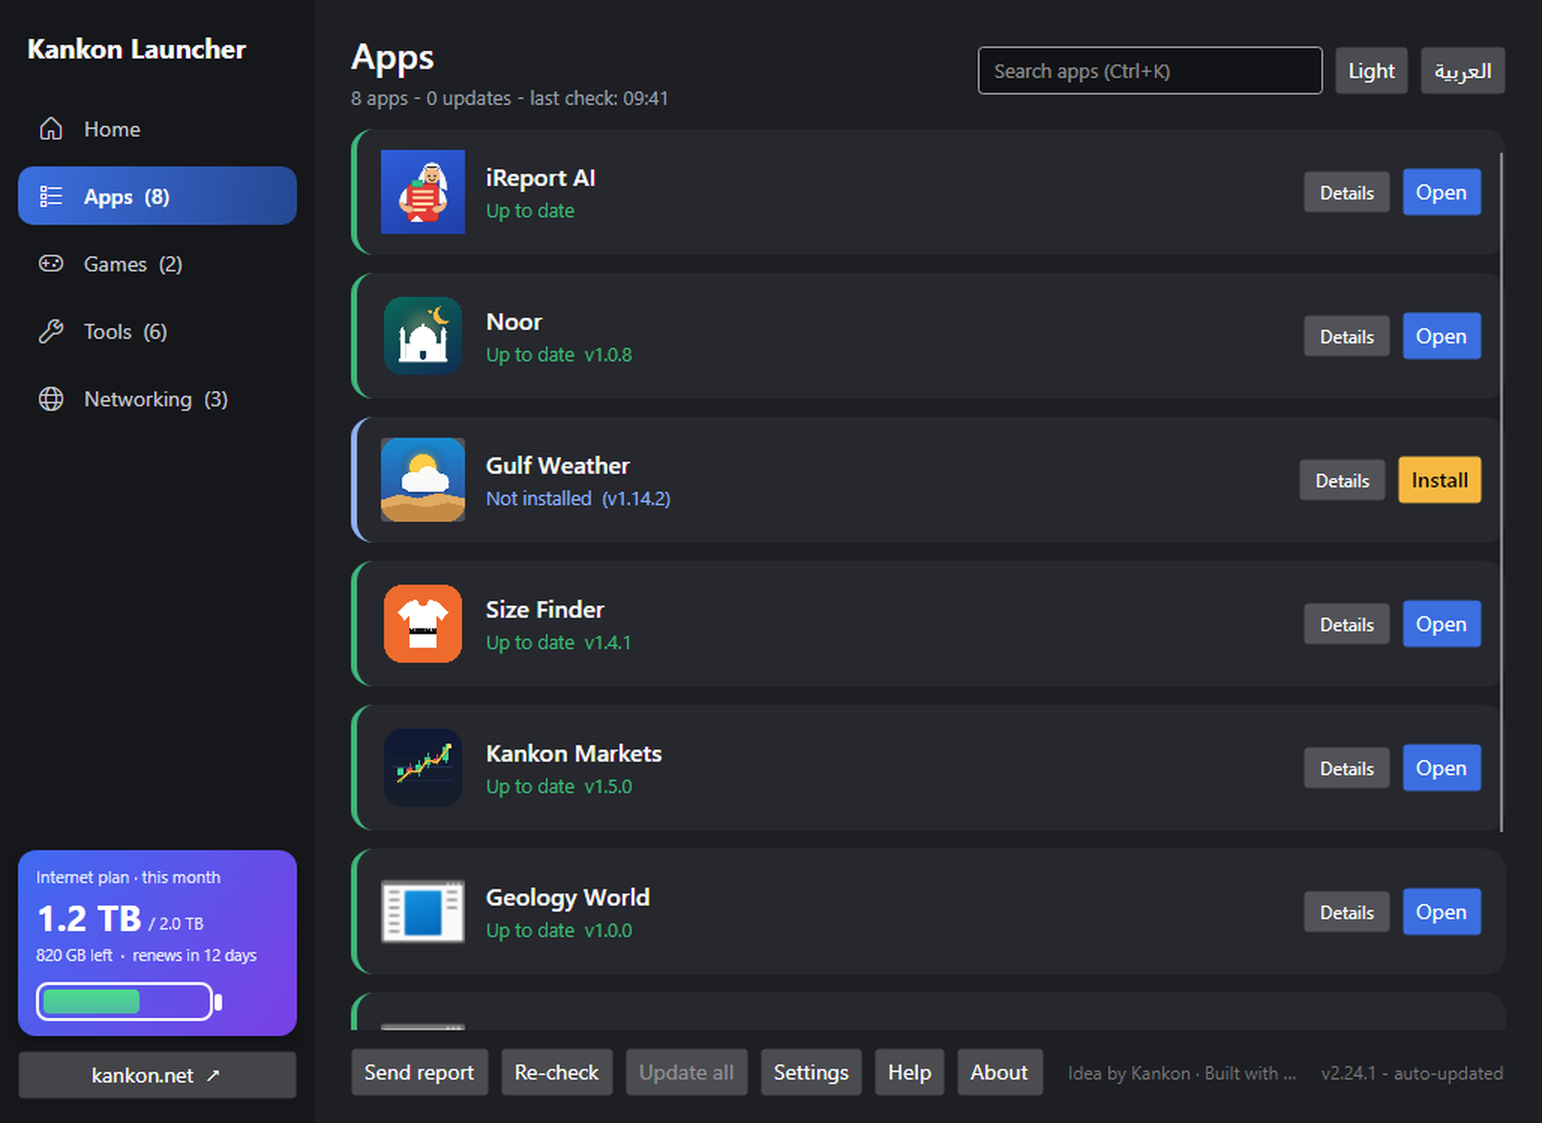 Kankon Launcher
Home
Apps (8)
Games (2)
Tools (6)
Networking (3)
Internet plan · this month
1.2 TB / 2.0 TB
820 GB left · renews in 12 days
kankon.net ↗
Apps
8 apps - 0 updates - last check: 09:41
Search apps (Ctrl+K)
Light
العربية
iReport AI
Up to date
Details
Open
Noor
Up to date v1.0.8
Details
Open
Gulf Weather
Not installed (v1.14.2)
Details
Install
Size Finder
Up to date v1.4.1
Details
Open
Kankon Markets
Up to date v1.5.0
Details
Open
Geology World
Up to date v1.0.0
Details
Open
Send report
Re-check
Update all
Settings
Help
About
Idea by Kankon · Built with ...
v2.24.1 - auto-updated